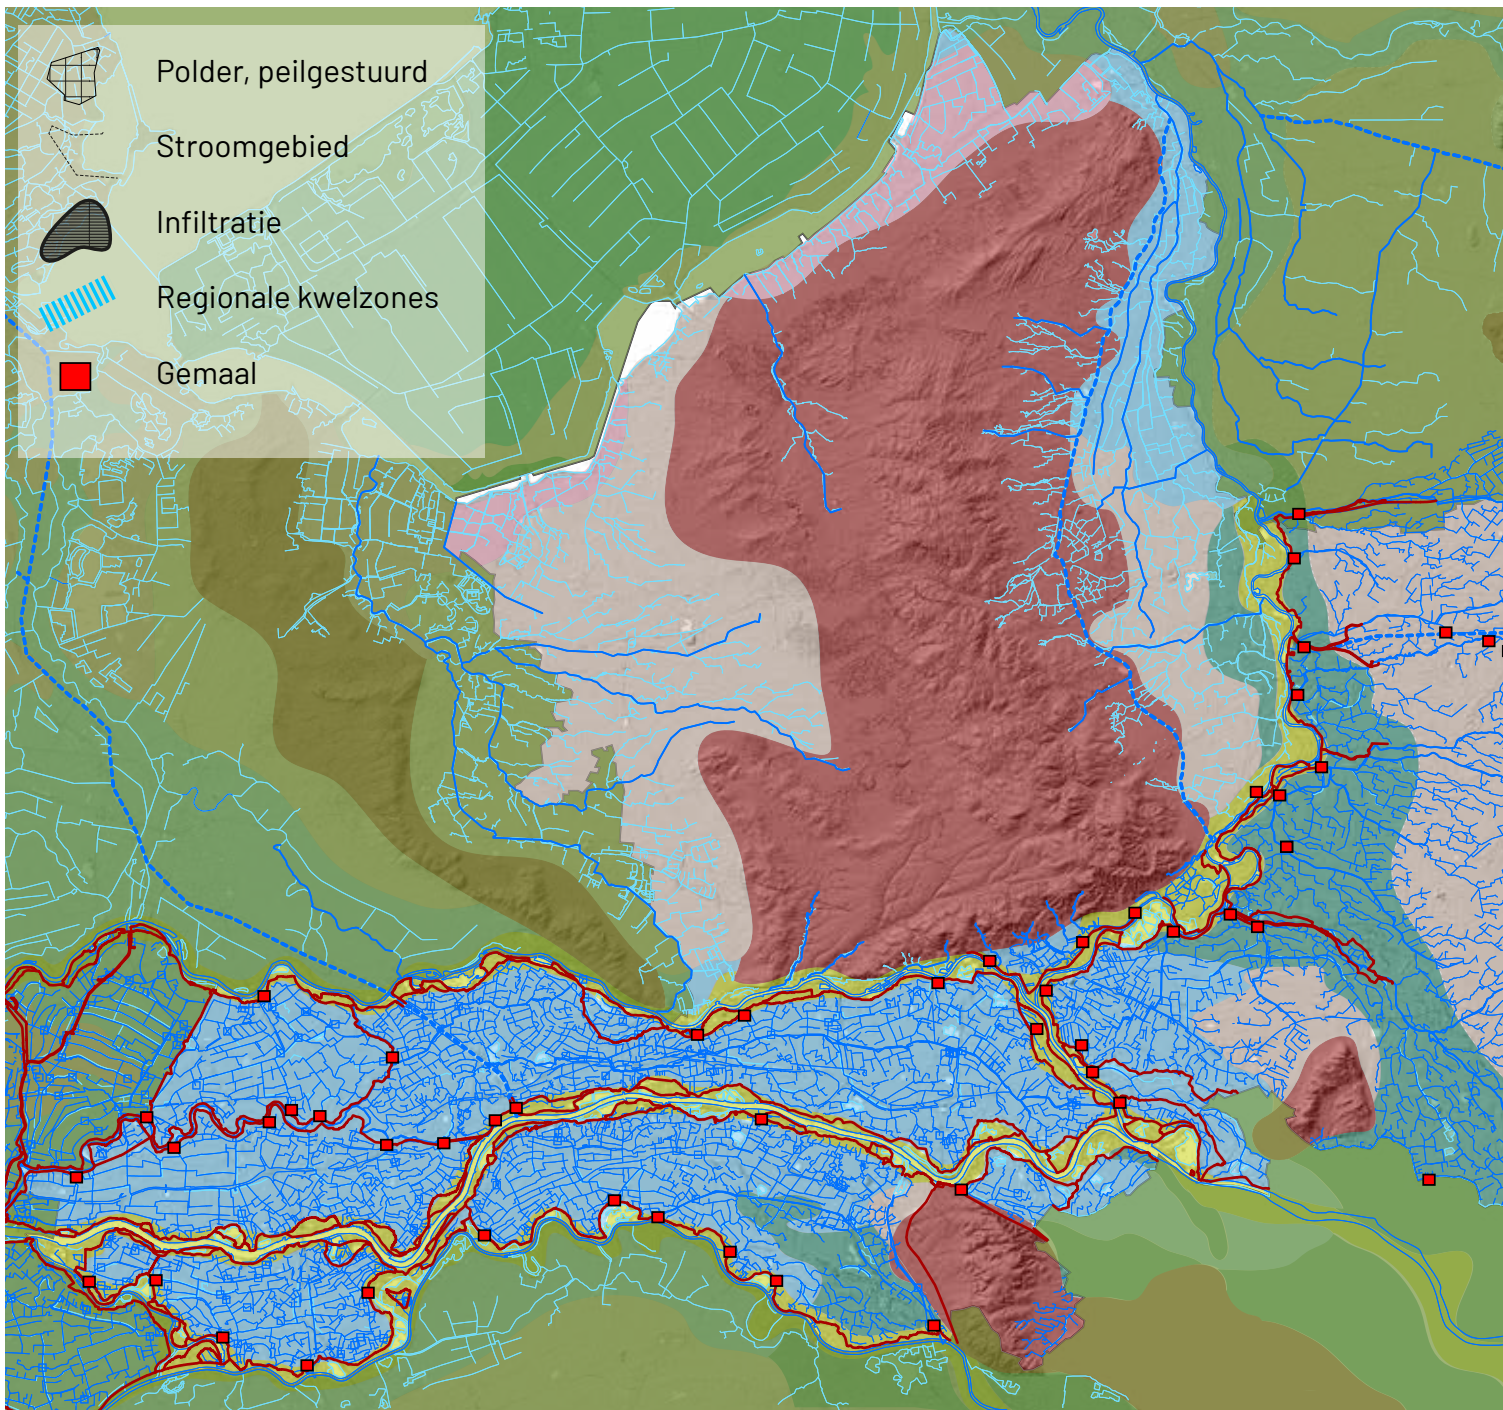 Polder, peilgestuurd
Stroomgebied
Infiltratie
Regionale kwelzones
Gemaal